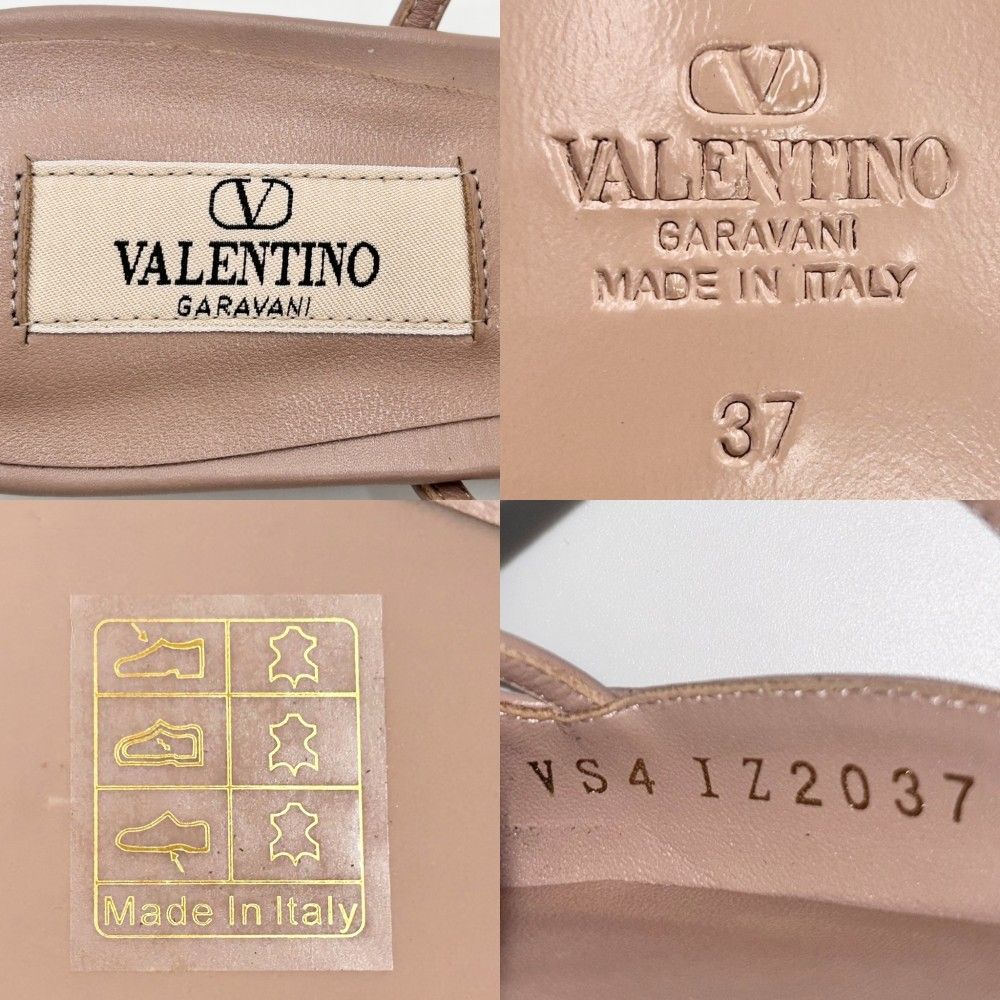 V
VALENTINO
GARAVANI
V
VALENTINO
GARAVANI
MADE IN ITALY
37
Made In Italy
VS4 IZ2037